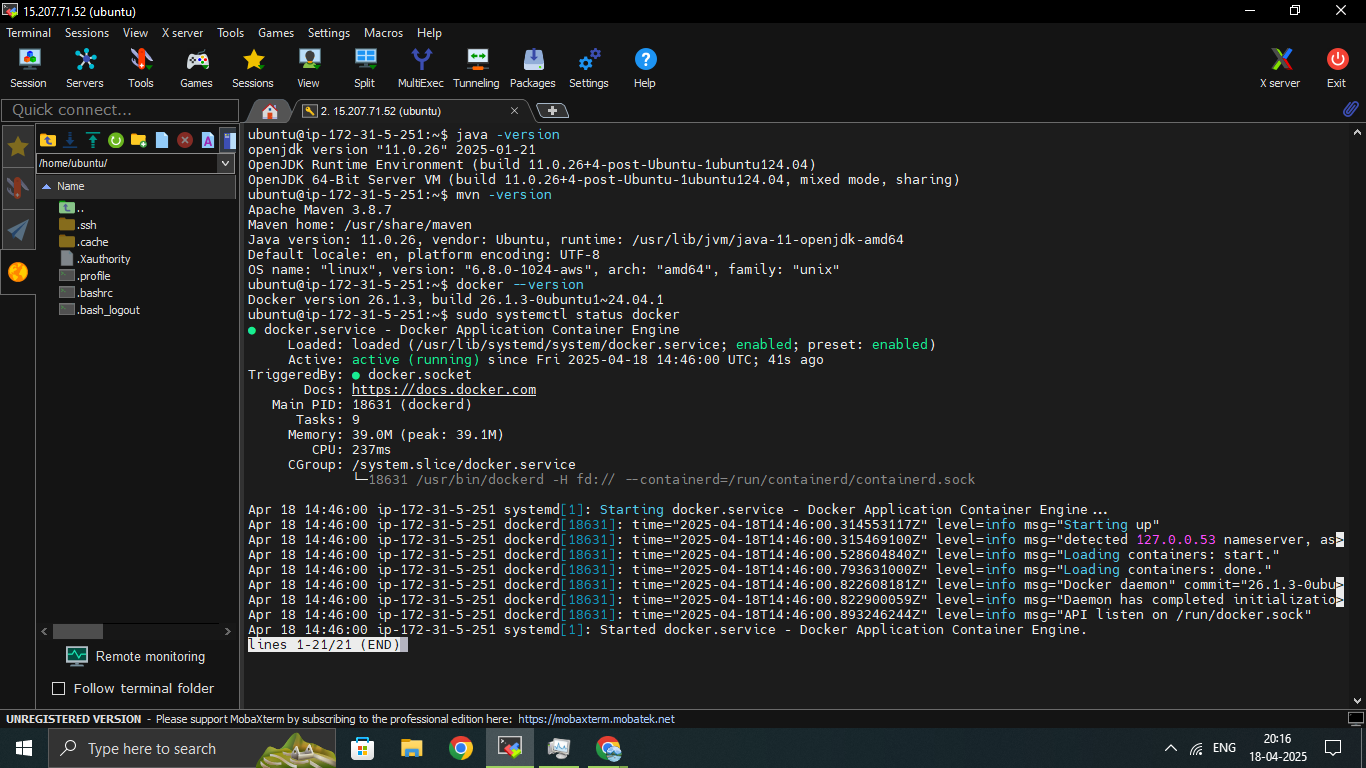 15.207.71.52 (ubuntu)
Terminal Sessions View X server Tools Games Settings Macros Help
Session Servers Tools Games Sessions View Split MultiExec Tunneling Packages Settings Help X server Exit
Quick connect...
2. 15.207.71.52 (ubuntu)
/home/ubuntu/
Name
..
.ssh
.cache
.Xauthority
.profile
.bashrc
.bash_logout
Remote monitoring
Follow terminal folder
ubuntu@ip-172-31-5-251:~$ java -version
openjdk version "11.0.26" 2025-01-21
OpenJDK Runtime Environment (build 11.0.26+4-post-Ubuntu-1ubuntu124.04)
OpenJDK 64-Bit Server VM (build 11.0.26+4-post-Ubuntu-1ubuntu124.04, mixed mode, sharing)
ubuntu@ip-172-31-5-251:~$ mvn -version
Apache Maven 3.8.7
Maven home: /usr/share/maven
Java version: 11.0.26, vendor: Ubuntu, runtime: /usr/lib/jvm/java-11-openjdk-amd64
Default locale: en, platform encoding: UTF-8
OS name: "linux", version: "6.8.0-1024-aws", arch: "amd64", family: "unix"
ubuntu@ip-172-31-5-251:~$ docker --version
Docker version 26.1.3, build 26.1.3-0ubuntu1~24.04.1
ubuntu@ip-172-31-5-251:~$ sudo systemctl status docker
● docker.service - Docker Application Container Engine
Loaded: loaded (/usr/lib/systemd/system/docker.service; enabled; preset: enabled)
Active: active (running) since Fri 2025-04-18 14:46:00 UTC; 41s ago
TriggeredBy: ● docker.socket
Docs: https://docs.docker.com
Main PID: 18631 (dockerd)
Tasks: 9
Memory: 39.0M (peak: 39.1M)
CPU: 237ms
CGroup: /system.slice/docker.service
└─18631 /usr/bin/dockerd -H fd:// --containerd=/run/containerd/containerd.sock
Apr 18 14:46:00 ip-172-31-5-251 systemd[1]: Starting docker.service - Docker Application Container Engine...
Apr 18 14:46:00 ip-172-31-5-251 dockerd[18631]: time="2025-04-18T14:46:00.314553117Z" level=info msg="Starting up"
Apr 18 14:46:00 ip-172-31-5-251 dockerd[18631]: time="2025-04-18T14:46:00.315469100Z" level=info msg="detected 127.0.0.53 nameserver, as>
Apr 18 14:46:00 ip-172-31-5-251 dockerd[18631]: time="2025-04-18T14:46:00.528604840Z" level=info msg="Loading containers: start."
Apr 18 14:46:00 ip-172-31-5-251 dockerd[18631]: time="2025-04-18T14:46:00.793631000Z" level=info msg="Loading containers: done."
Apr 18 14:46:00 ip-172-31-5-251 dockerd[18631]: time="2025-04-18T14:46:00.822608181Z" level=info msg="Docker daemon" commit="26.1.3-0ubu>
Apr 18 14:46:00 ip-172-31-5-251 dockerd[18631]: time="2025-04-18T14:46:00.822900059Z" level=info msg="Daemon has completed initializatio>
Apr 18 14:46:00 ip-172-31-5-251 dockerd[18631]: time="2025-04-18T14:46:00.893246244Z" level=info msg="API listen on /run/docker.sock"
Apr 18 14:46:00 ip-172-31-5-251 systemd[1]: Started docker.service - Docker Application Container Engine.
lines 1-21/21 (END)
UNREGISTERED VERSION - Please support MobaXterm by subscribing to the professional edition here: https://mobaxterm.mobatek.net
Type here to search
ENG
20:16
18-04-2025